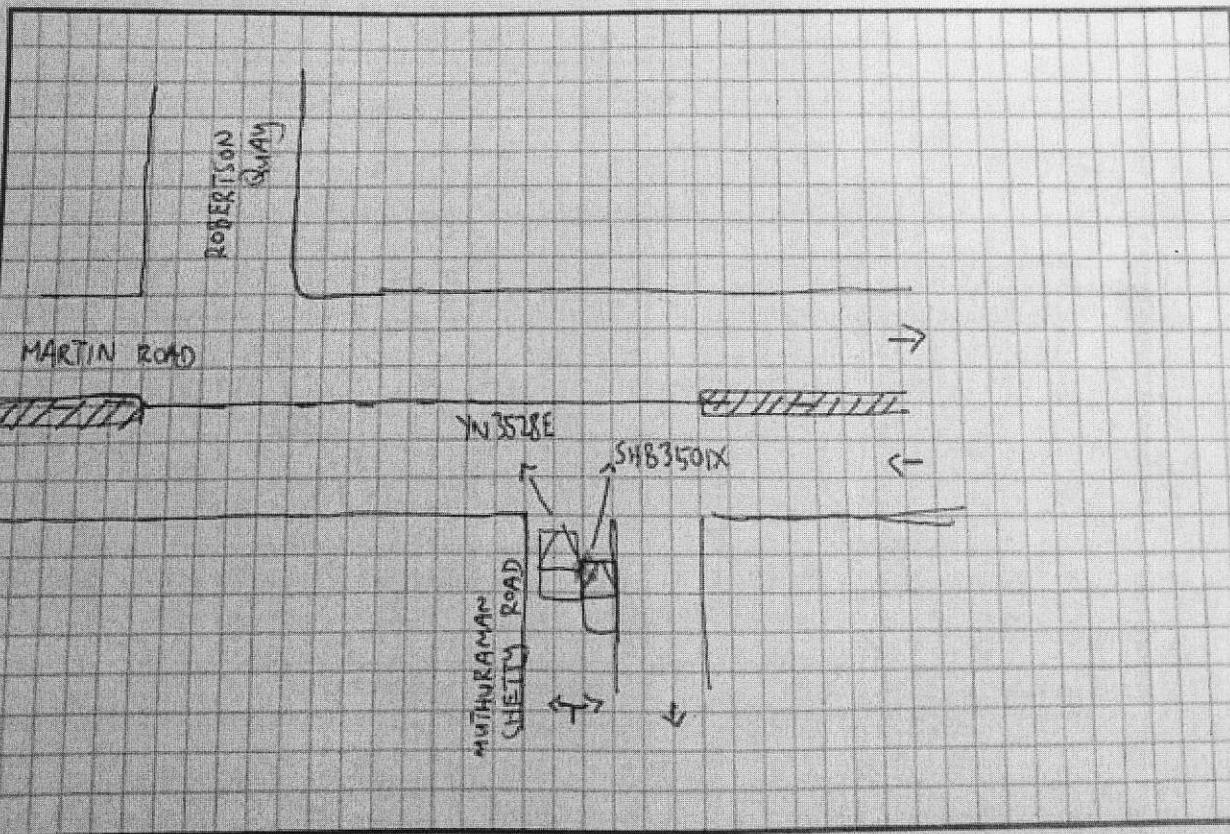 ROBERTSON
QUAY
MARTIN ROAD
YN3528E
SHB3501X
MUTHURAMAN
CHETTY ROAD